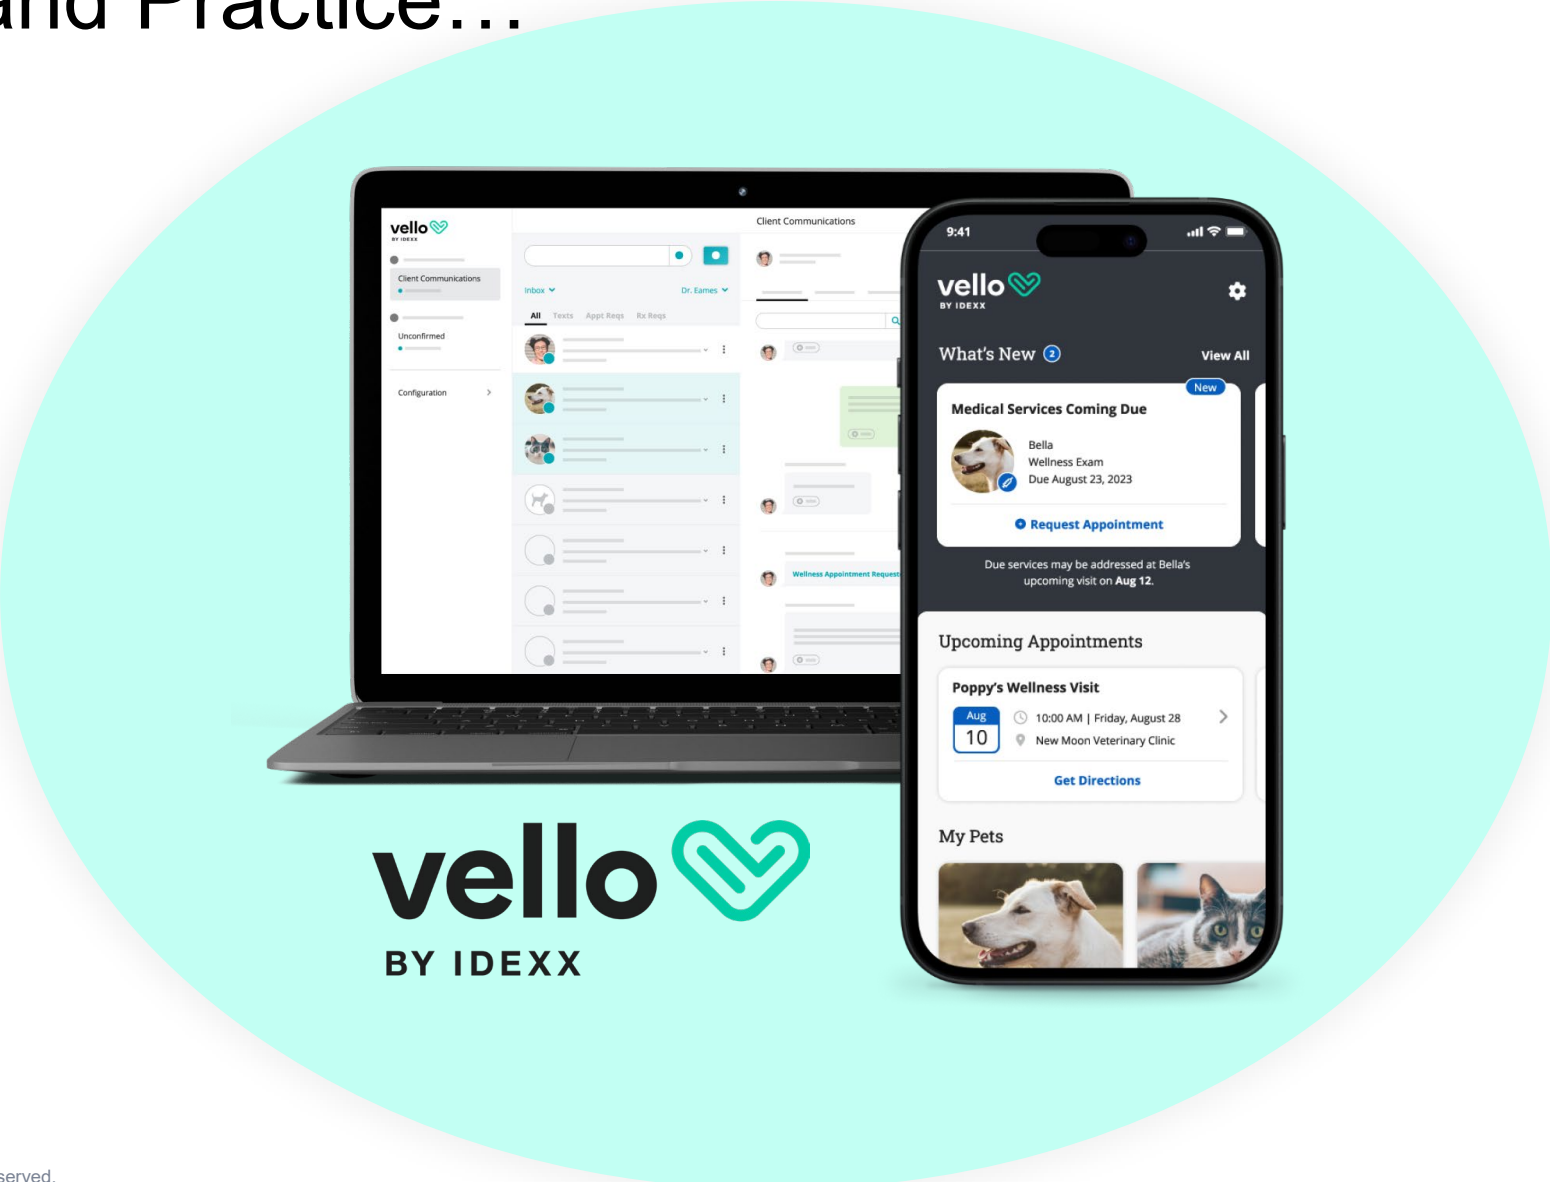 and Practice…
vello
BY IDEXX
Client Communications
Unconfirmed
Configuration
Inbox
Dr. Eames
All Texts Appt Reqs Rx Reqs
Client Communications
Wellness Appointment Request
9:41
vello
BY IDEXX
What's New 2
View All
New
Medical Services Coming Due
Bella
Wellness Exam
Due August 23, 2023
Request Appointment
Due services may be addressed at Bella's
upcoming visit on Aug 12.
Upcoming Appointments
Poppy's Wellness Visit
Aug
10
10:00 AM | Friday, August 28
New Moon Veterinary Clinic
Get Directions
My Pets
vello
BY IDEXX
served.